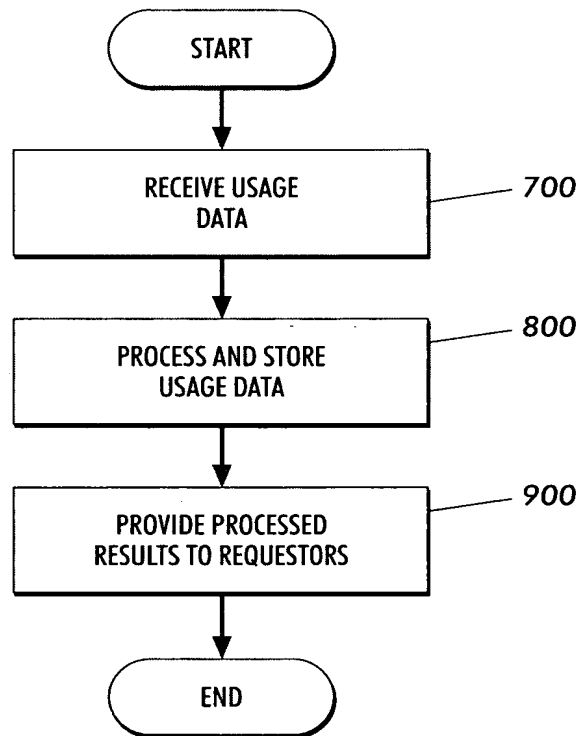 START
RECEIVE USAGE
DATA
700
PROCESS AND STORE
USAGE DATA
800
PROVIDE PROCESSED
RESULTS TO REQUESTORS
900
END